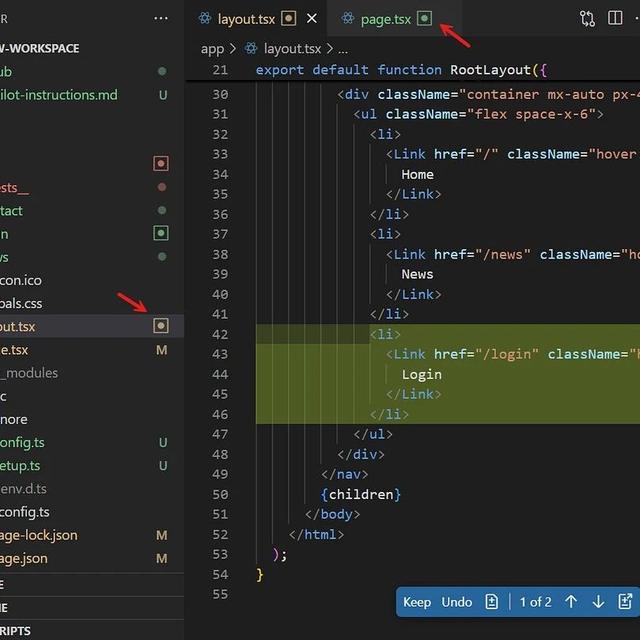 R ...
W-WORKSPACE
ub
ilot-instructions.md U
ests__
tact
n
ws
con.ico
bals.css
out.tsx
e.tsx M
_modules
c
nore
onfig.ts U
etup.ts U
env.d.ts
config.ts
age-lock.json M
age.json M
E
NE
RIPTS
layout.tsx page.tsx
app > layout.tsx > ...
21 export default function RootLayout({
30 <div className="container mx-auto px-4
31 <ul className="flex space-x-6">
32 <li>
33 <Link href="/" className="hover
34 Home
35 </Link>
36 </li>
37 <li>
38 <Link href="/news" className="ho
39 News
40 </Link>
41 </li>
42 <li>
43 <Link href="/login" className="h
44 Login
45 </Link>
46 </li>
47 </ul>
48 </div>
49 </nav>
50 {children}
51 </body>
52 </html>
53 );
54 }
55
Keep Undo 1 of 2